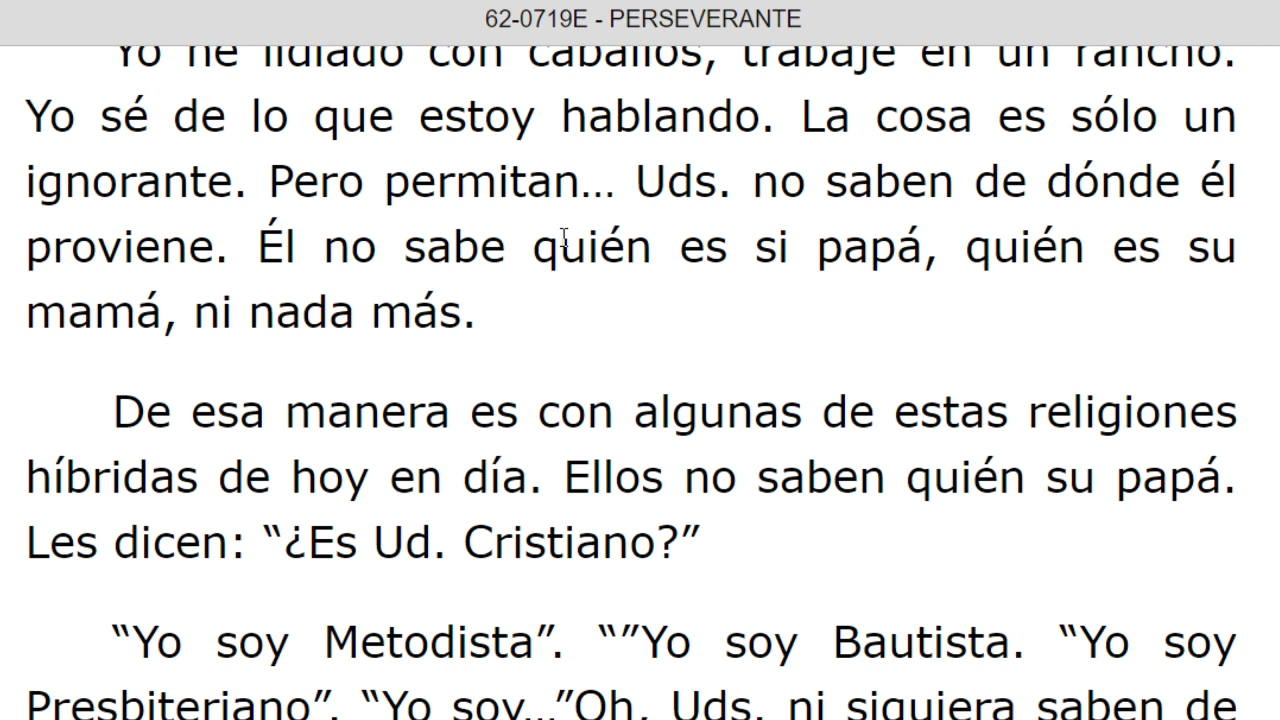 62-0719E - PERSEVERANTE
Yo he lidiado con caballos, trabajé en un rancho.
Yo sé de lo que estoy hablando. La cosa es sólo un
ignorante. Pero permitan… Uds. no saben de dónde él
proviene. Él no sabe quién es si papá, quién es su
mamá, ni nada más.
De esa manera es con algunas de estas religiones
híbridas de hoy en día. Ellos no saben quién su papá.
Les dicen: “¿Es Ud. Cristiano?”
“Yo soy Metodista”. “”Yo soy Bautista. “Yo soy
Presbiteriano”. “Yo soy…”Oh, Uds. ni siquiera saben de